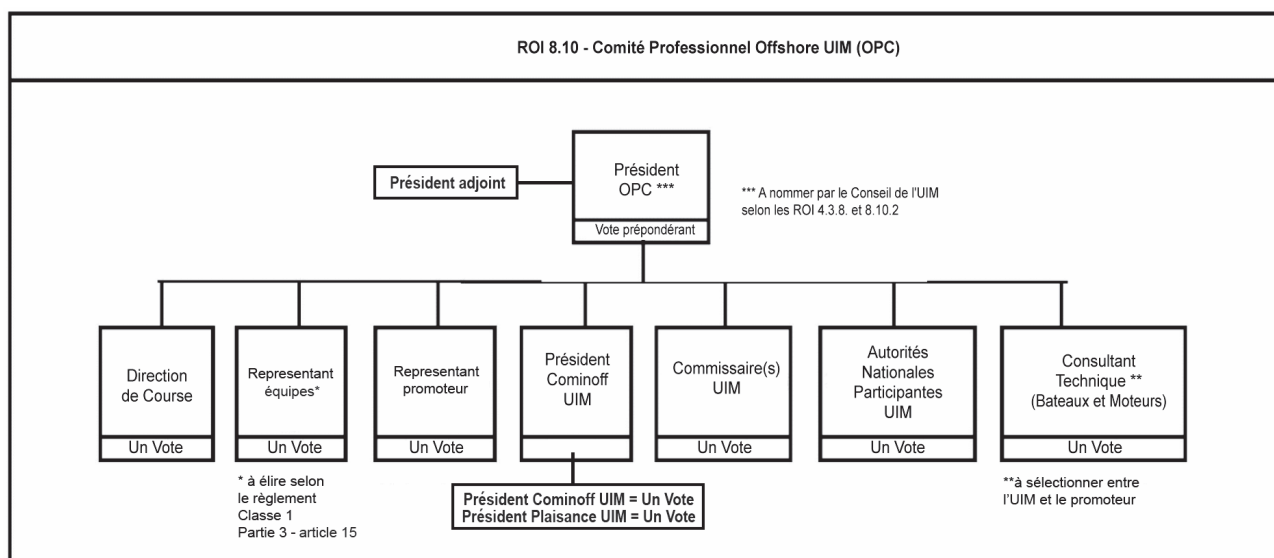 ROI 8.10 - Comité Professionnel Offshore UIM (OPC)
Président adjoint
Président
OPC ***
Vote prépondérant
*** A nommer par le Conseil de l'UIM
selon les ROI 4.3.8. et 8.10.2
Direction
de Course
Un Vote
Representant
équipes*
Un Vote
Representant
promoteur
Un Vote
Président
Cominoff
UIM
Commissaire(s)
UIM
Un Vote
Autorités
Nationales
Participantes
UIM
Un Vote
Consultant
Technique **
(Bateaux et Moteurs)
Un Vote
* à élire selon
le règlement
Classe 1
Partie 3 - article 15
Président Cominoff UIM = Un Vote
Président Plaisance UIM = Un Vote
**à sélectionner entre
l'UIM et le promoteur